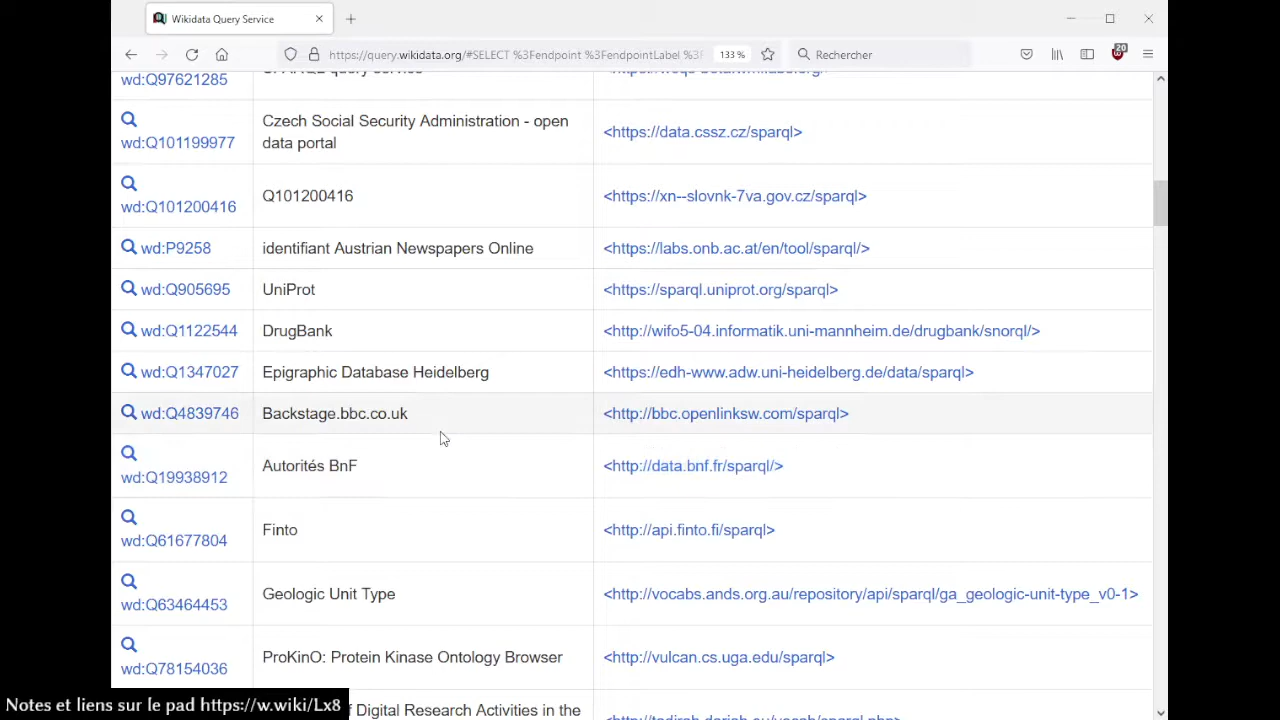 Wikidata Query Service
https://query.wikidata.org/#SELECT %3Fendpoint %3FendpointLabel %3F
133 %
Rechercher
20
wd:Q97621285
wd:Q101199977
Czech Social Security Administration - open
data portal
<https://data.cssz.cz/sparql>
wd:Q101200416
Q101200416
<https://xn--slovnk-7va.gov.cz/sparql>
wd:P9258
identifiant Austrian Newspapers Online
<https://labs.onb.ac.at/en/tool/sparql/>
wd:Q905695
UniProt
<https://sparql.uniprot.org/sparql>
wd:Q1122544
DrugBank
<http://wifo5-04.informatik.uni-mannheim.de/drugbank/snorql/>
wd:Q1347027
Epigraphic Database Heidelberg
<https://edh-www.adw.uni-heidelberg.de/data/sparql>
wd:Q4839746
Backstage.bbc.co.uk
<http://bbc.openlinksw.com/sparql>
wd:Q19938912
Autorités BnF
<http://data.bnf.fr/sparql/>
wd:Q61677804
Finto
<http://api.finto.fi/sparql>
wd:Q63464453
Geologic Unit Type
<http://vocabs.ands.org.au/repository/api/sparql/ga_geologic-unit-type_v0-1>
wd:Q78154036
ProKinO: Protein Kinase Ontology Browser
<http://vulcan.cs.uga.edu/sparql>
f Digital Research Activities in the
Notes et liens sur le pad https://w.wiki/Lx8